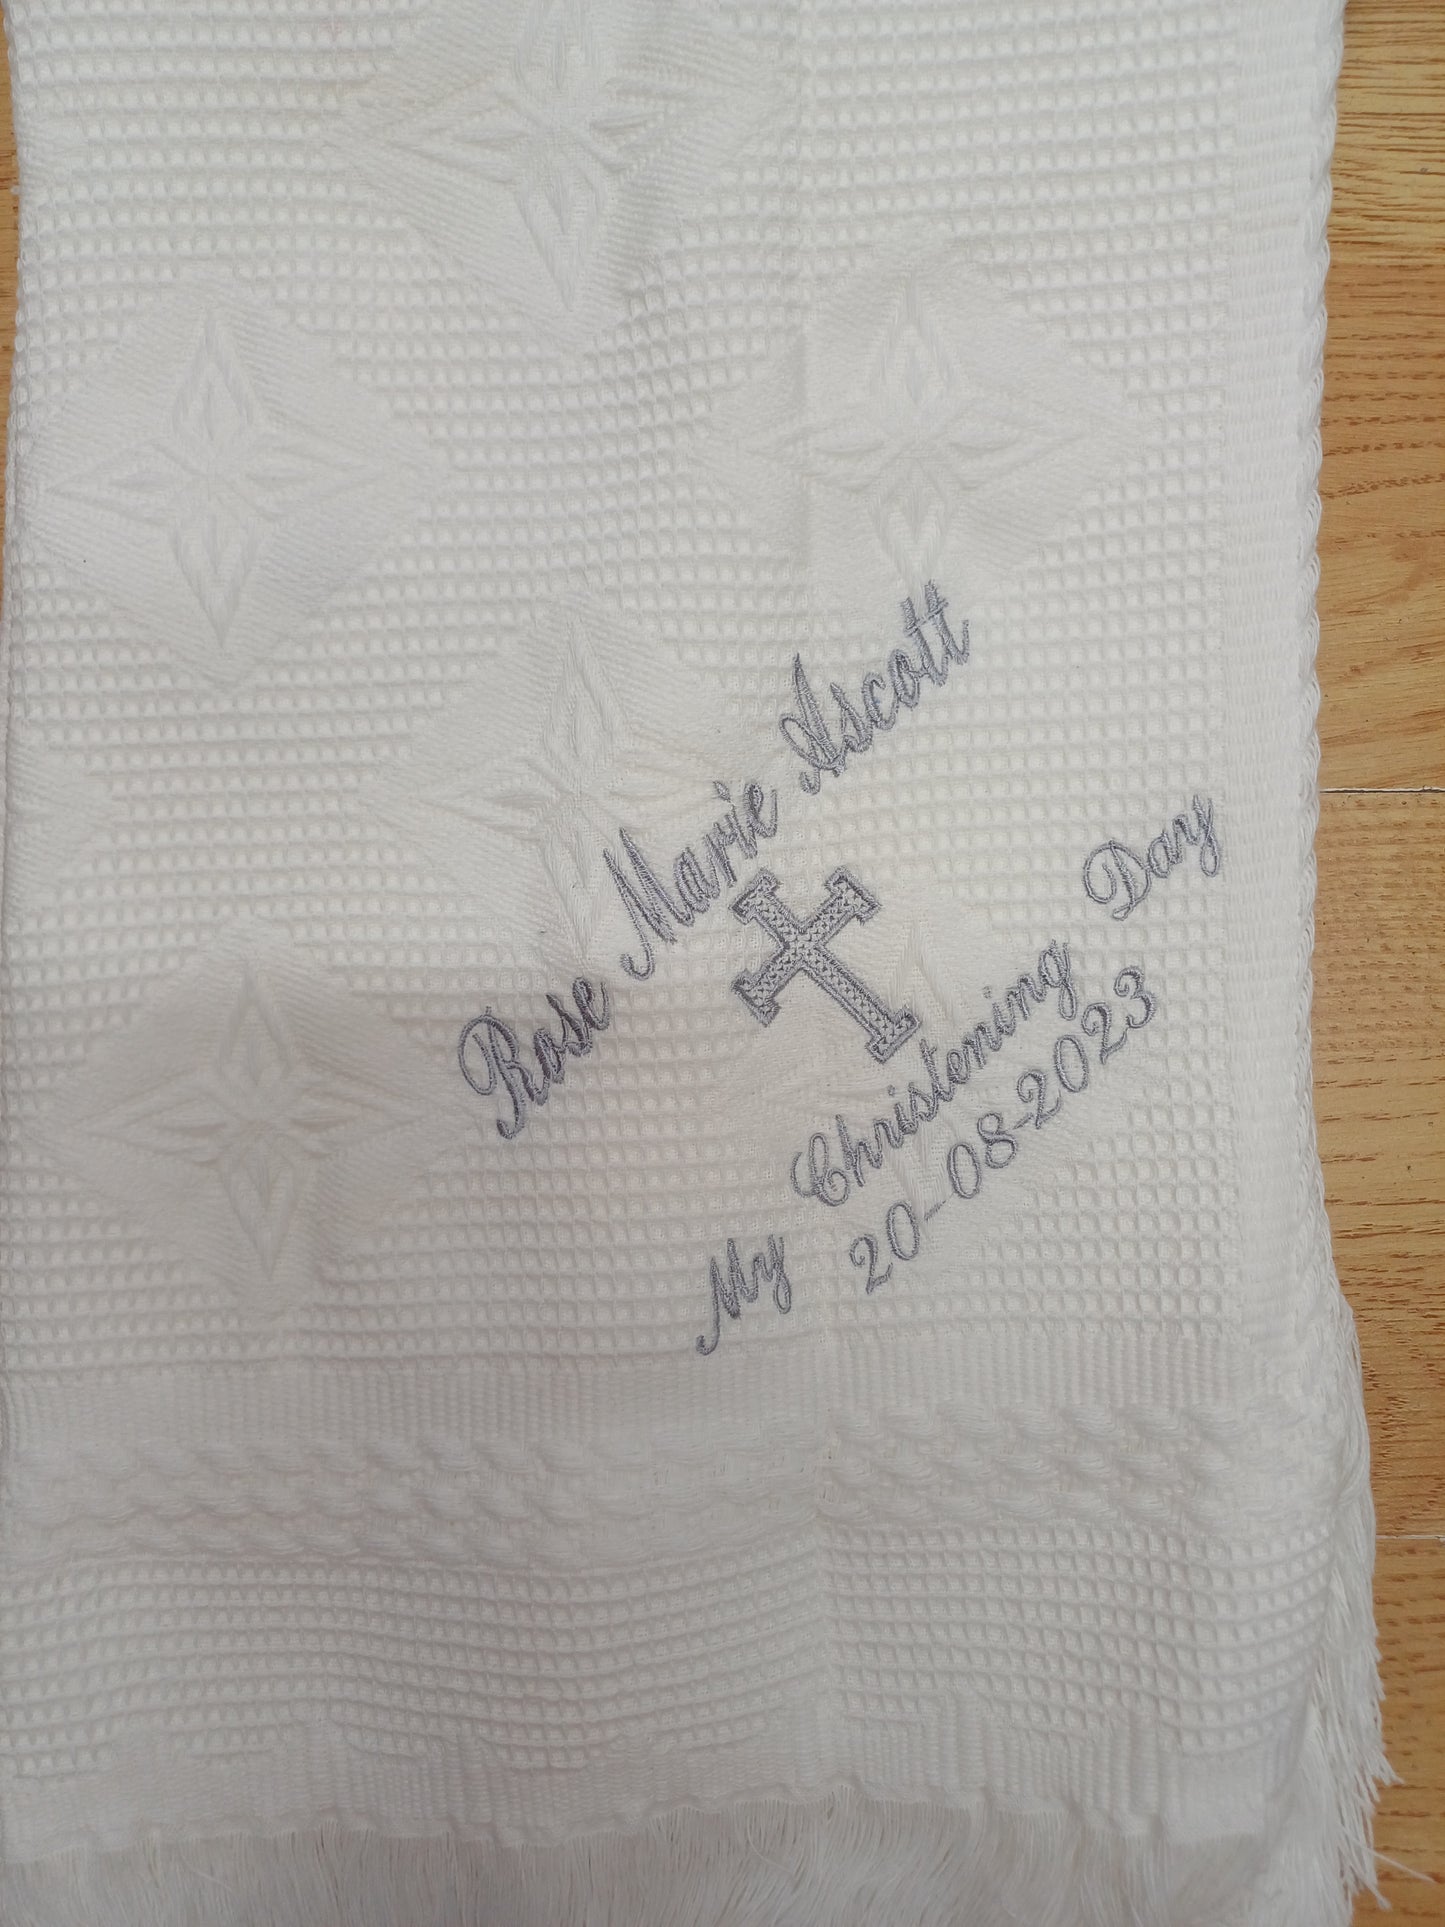 Rose Marie Ascott
My Christening Day
20-08-2023